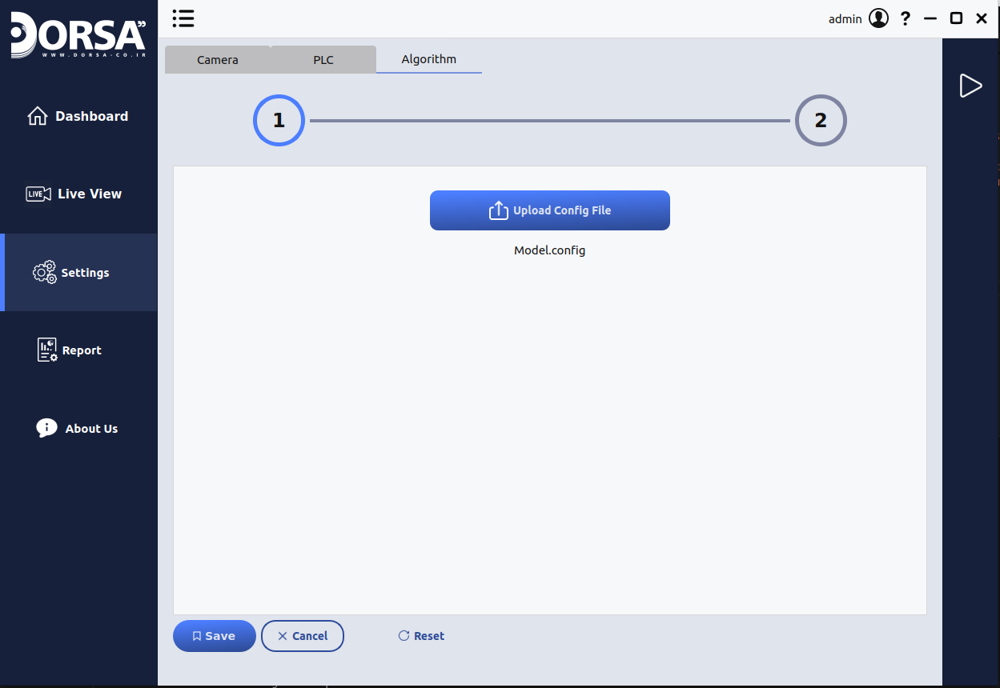 DORSA
WWW.DORSA-CO.IR
admin
?
Camera
PLC
Algorithm
1
2
Dashboard
LIVE
Live View
Settings
Report
About Us
Upload Config File
Model.config
Save
Cancel
Reset